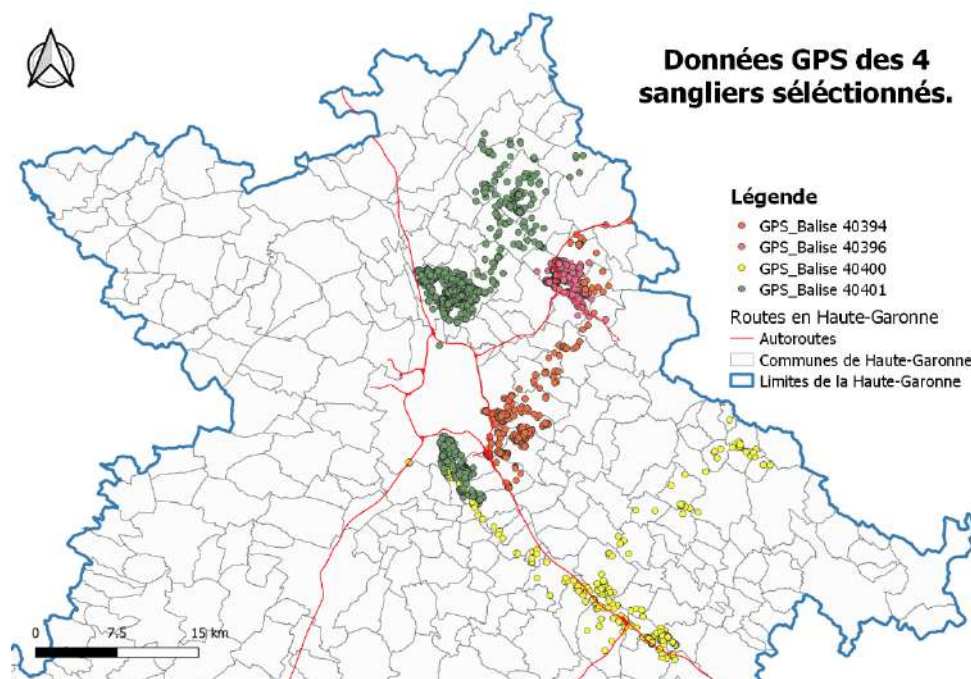 Données GPS des 4
sangliers séléctionnés.
Légende
GPS_Balise 40394
GPS_Balise 40396
GPS_Balise 40400
GPS_Balise 40401
Routes en Haute-Garonne
Autoroutes
Communes de Haute-Garonne
Limites de la Haute-Garonne
0 7.5 15 km